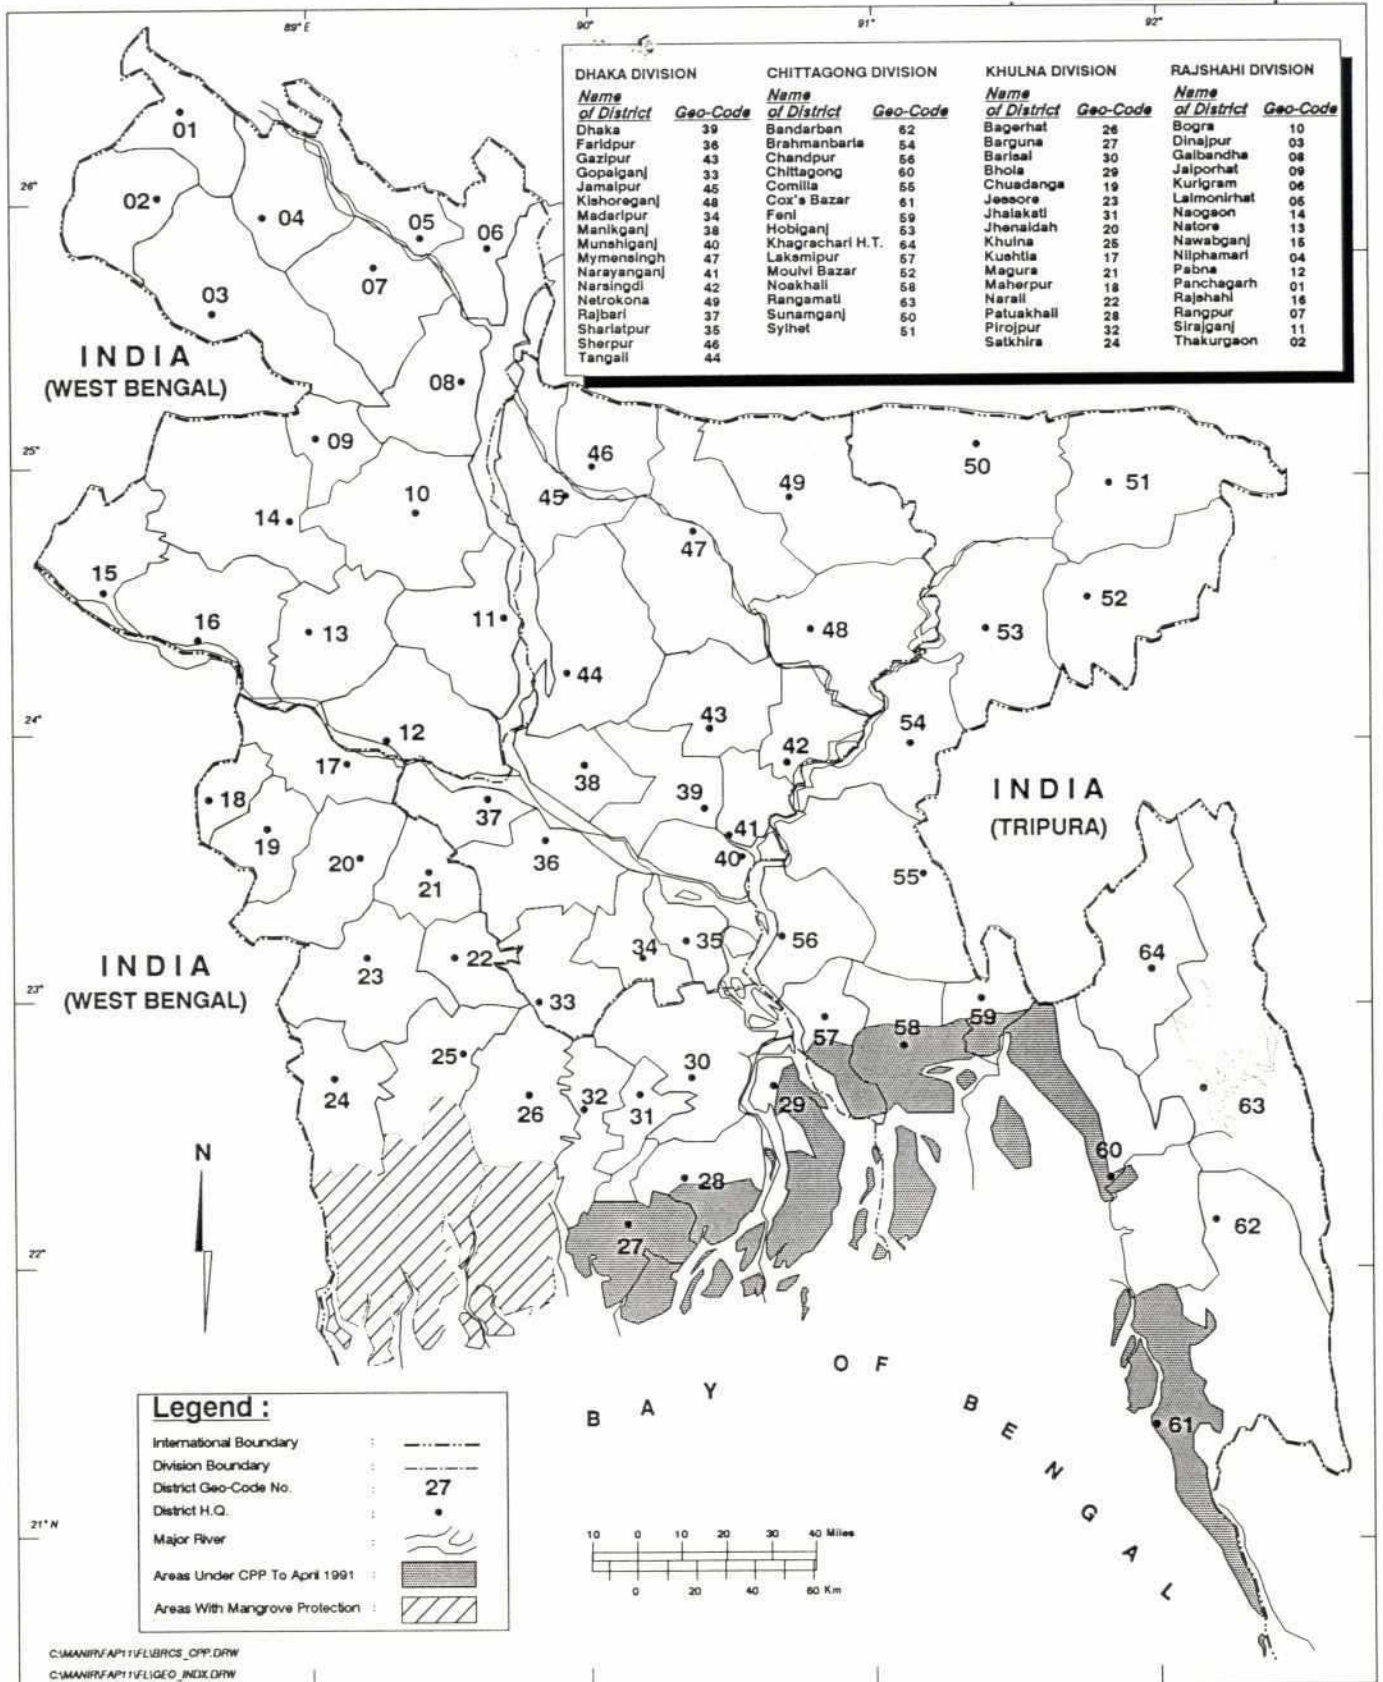 89° E 90° 91° 92°
DHAKA DIVISION CHITTAGONG DIVISION KHULNA DIVISION RAJSHAHI DIVISION
Name Name Name Name
of District Geo-Code of District Geo-Code of District Geo-Code of District Geo-Code
Dhaka 39 Bandarban 62 Bagerhat 26 Bogra 10
Faridpur 36 Brahmanbaria 54 Barguna 27 Dinajpur 03
Gazipur 43 Chandpur 56 Barisal 30 Gaibandha 08
Gopalganj 33 Chittagong 60 Bhola 29 Jaiporhat 09
Jamalpur 45 Comilla 55 Chuadanga 19 Kurigram 06
Kishoreganj 48 Cox's Bazar 61 Jessore 23 Lalmonirhat 05
Madaripur 34 Feni 59 Jhalakati 31 Naogaon 14
Manikganj 38 Hobiganj 53 Jhenaidah 20 Natore 13
Munshiganj 40 Khagrachari H.T. 64 Khulna 25 Nawabganj 15
Mymensingh 47 Laksmipur 57 Kushtia 17 Nilphamari 04
Narayanganj 41 Moulvi Bazar 52 Magura 21 Pabna 12
Narsingdi 42 Noakhali 58 Maherpur 18 Panchagarh 01
Netrokona 49 Rangamati 63 Narail 22 Rajshahi 16
Rajbari 37 Sunamganj 50 Patuakhali 28 Rangpur 07
Shariatpur 35 Sylhet 51 Pirojpur 32 Sirajganj 11
Sherpur 46 Satkhira 24 Thakurgaon 02
Tangail 44
01
26°
02 04 05 06
07
03
INDIA
(WEST BENGAL)
08
09
25°
46 50
10 45 49 51
14 47
15
16 13 11 48 53 52
44
24°
12 43 54
17 38 42
18 37 39
INDIA
(TRIPURA)
19 20 36 41
40
21 55
34 35 56
INDIA
(WEST BENGAL)
23 22 64
23°
33 59
57 58
25 30
24 26 32 31 29 63
N
60
28
62
27
22°
O F
B A Y
B E N G A L
61
Legend :
International Boundary :
Division Boundary :
District Geo-Code No. : 27
District H.Q. :
Major River :
Areas Under CPP To April 1991 :
Areas With Mangrove Protection :
21° N
10 0 10 20 30 40 Miles
0 20 40 60 Km
C:\MANIR\FAP11\FL\BRCS_CPP.DRW
C:\MANIR\FAP11\FL\GEO_INDX.DRW